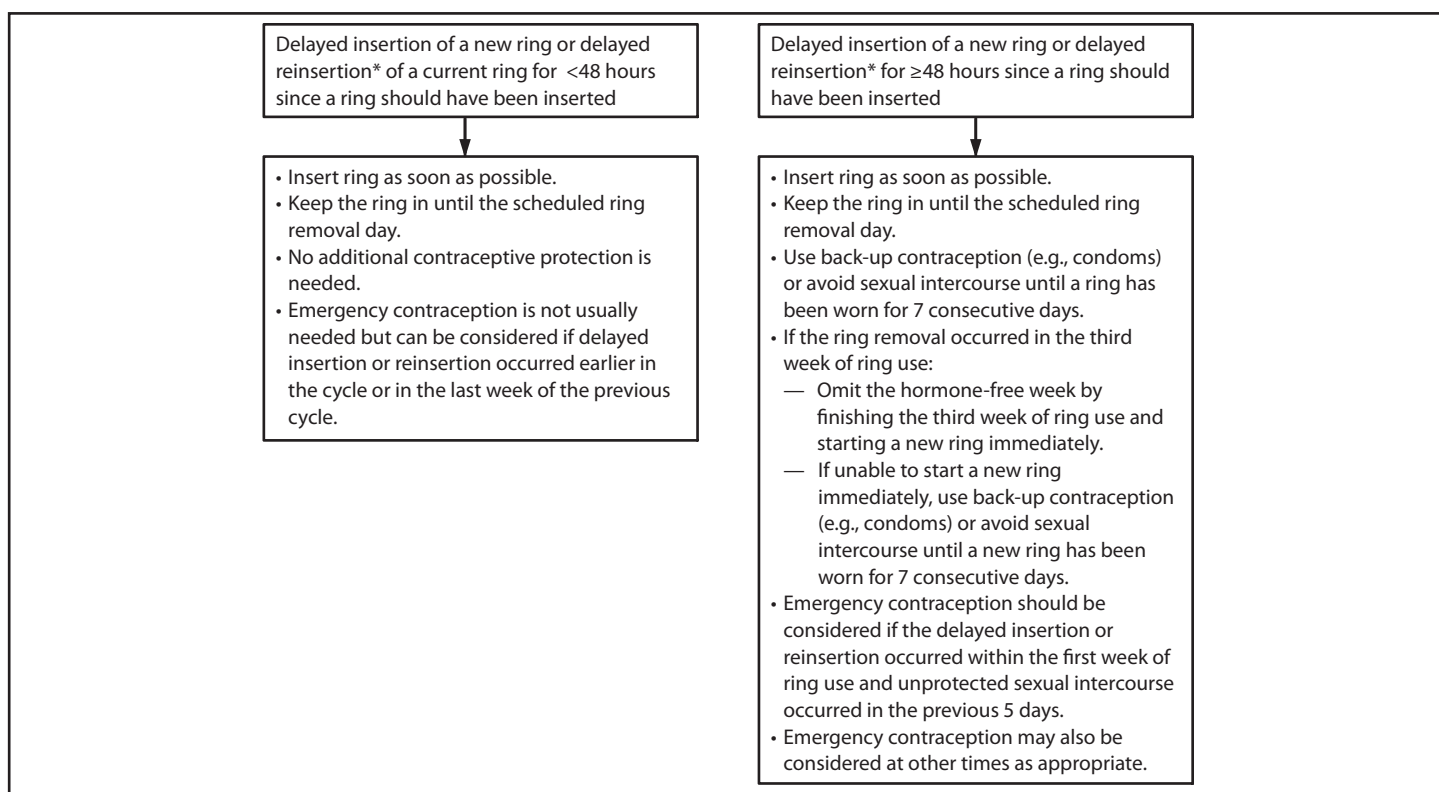 Delayed insertion of a new ring or delayed
reinsertion* of a current ring for <48 hours
since a ring should have been inserted
• Insert ring as soon as possible.
• Keep the ring in until the scheduled ring
removal day.
• No additional contraceptive protection is
needed.
• Emergency contraception is not usually
needed but can be considered if delayed
insertion or reinsertion occurred earlier in
the cycle or in the last week of the previous
cycle.
Delayed insertion of a new ring or delayed
reinsertion* for ≥48 hours since a ring should
have been inserted
• Insert ring as soon as possible.
• Keep the ring in until the scheduled ring
removal day.
• Use back-up contraception (e.g., condoms)
or avoid sexual intercourse until a ring has
been worn for 7 consecutive days.
• If the ring removal occurred in the third
week of ring use:
— Omit the hormone-free week by
finishing the third week of ring use and
starting a new ring immediately.
— If unable to start a new ring
immediately, use back-up contraception
(e.g., condoms) or avoid sexual
intercourse until a new ring has been
worn for 7 consecutive days.
• Emergency contraception should be
considered if the delayed insertion or
reinsertion occurred within the first week of
ring use and unprotected sexual intercourse
occurred in the previous 5 days.
• Emergency contraception may also be
considered at other times as appropriate.